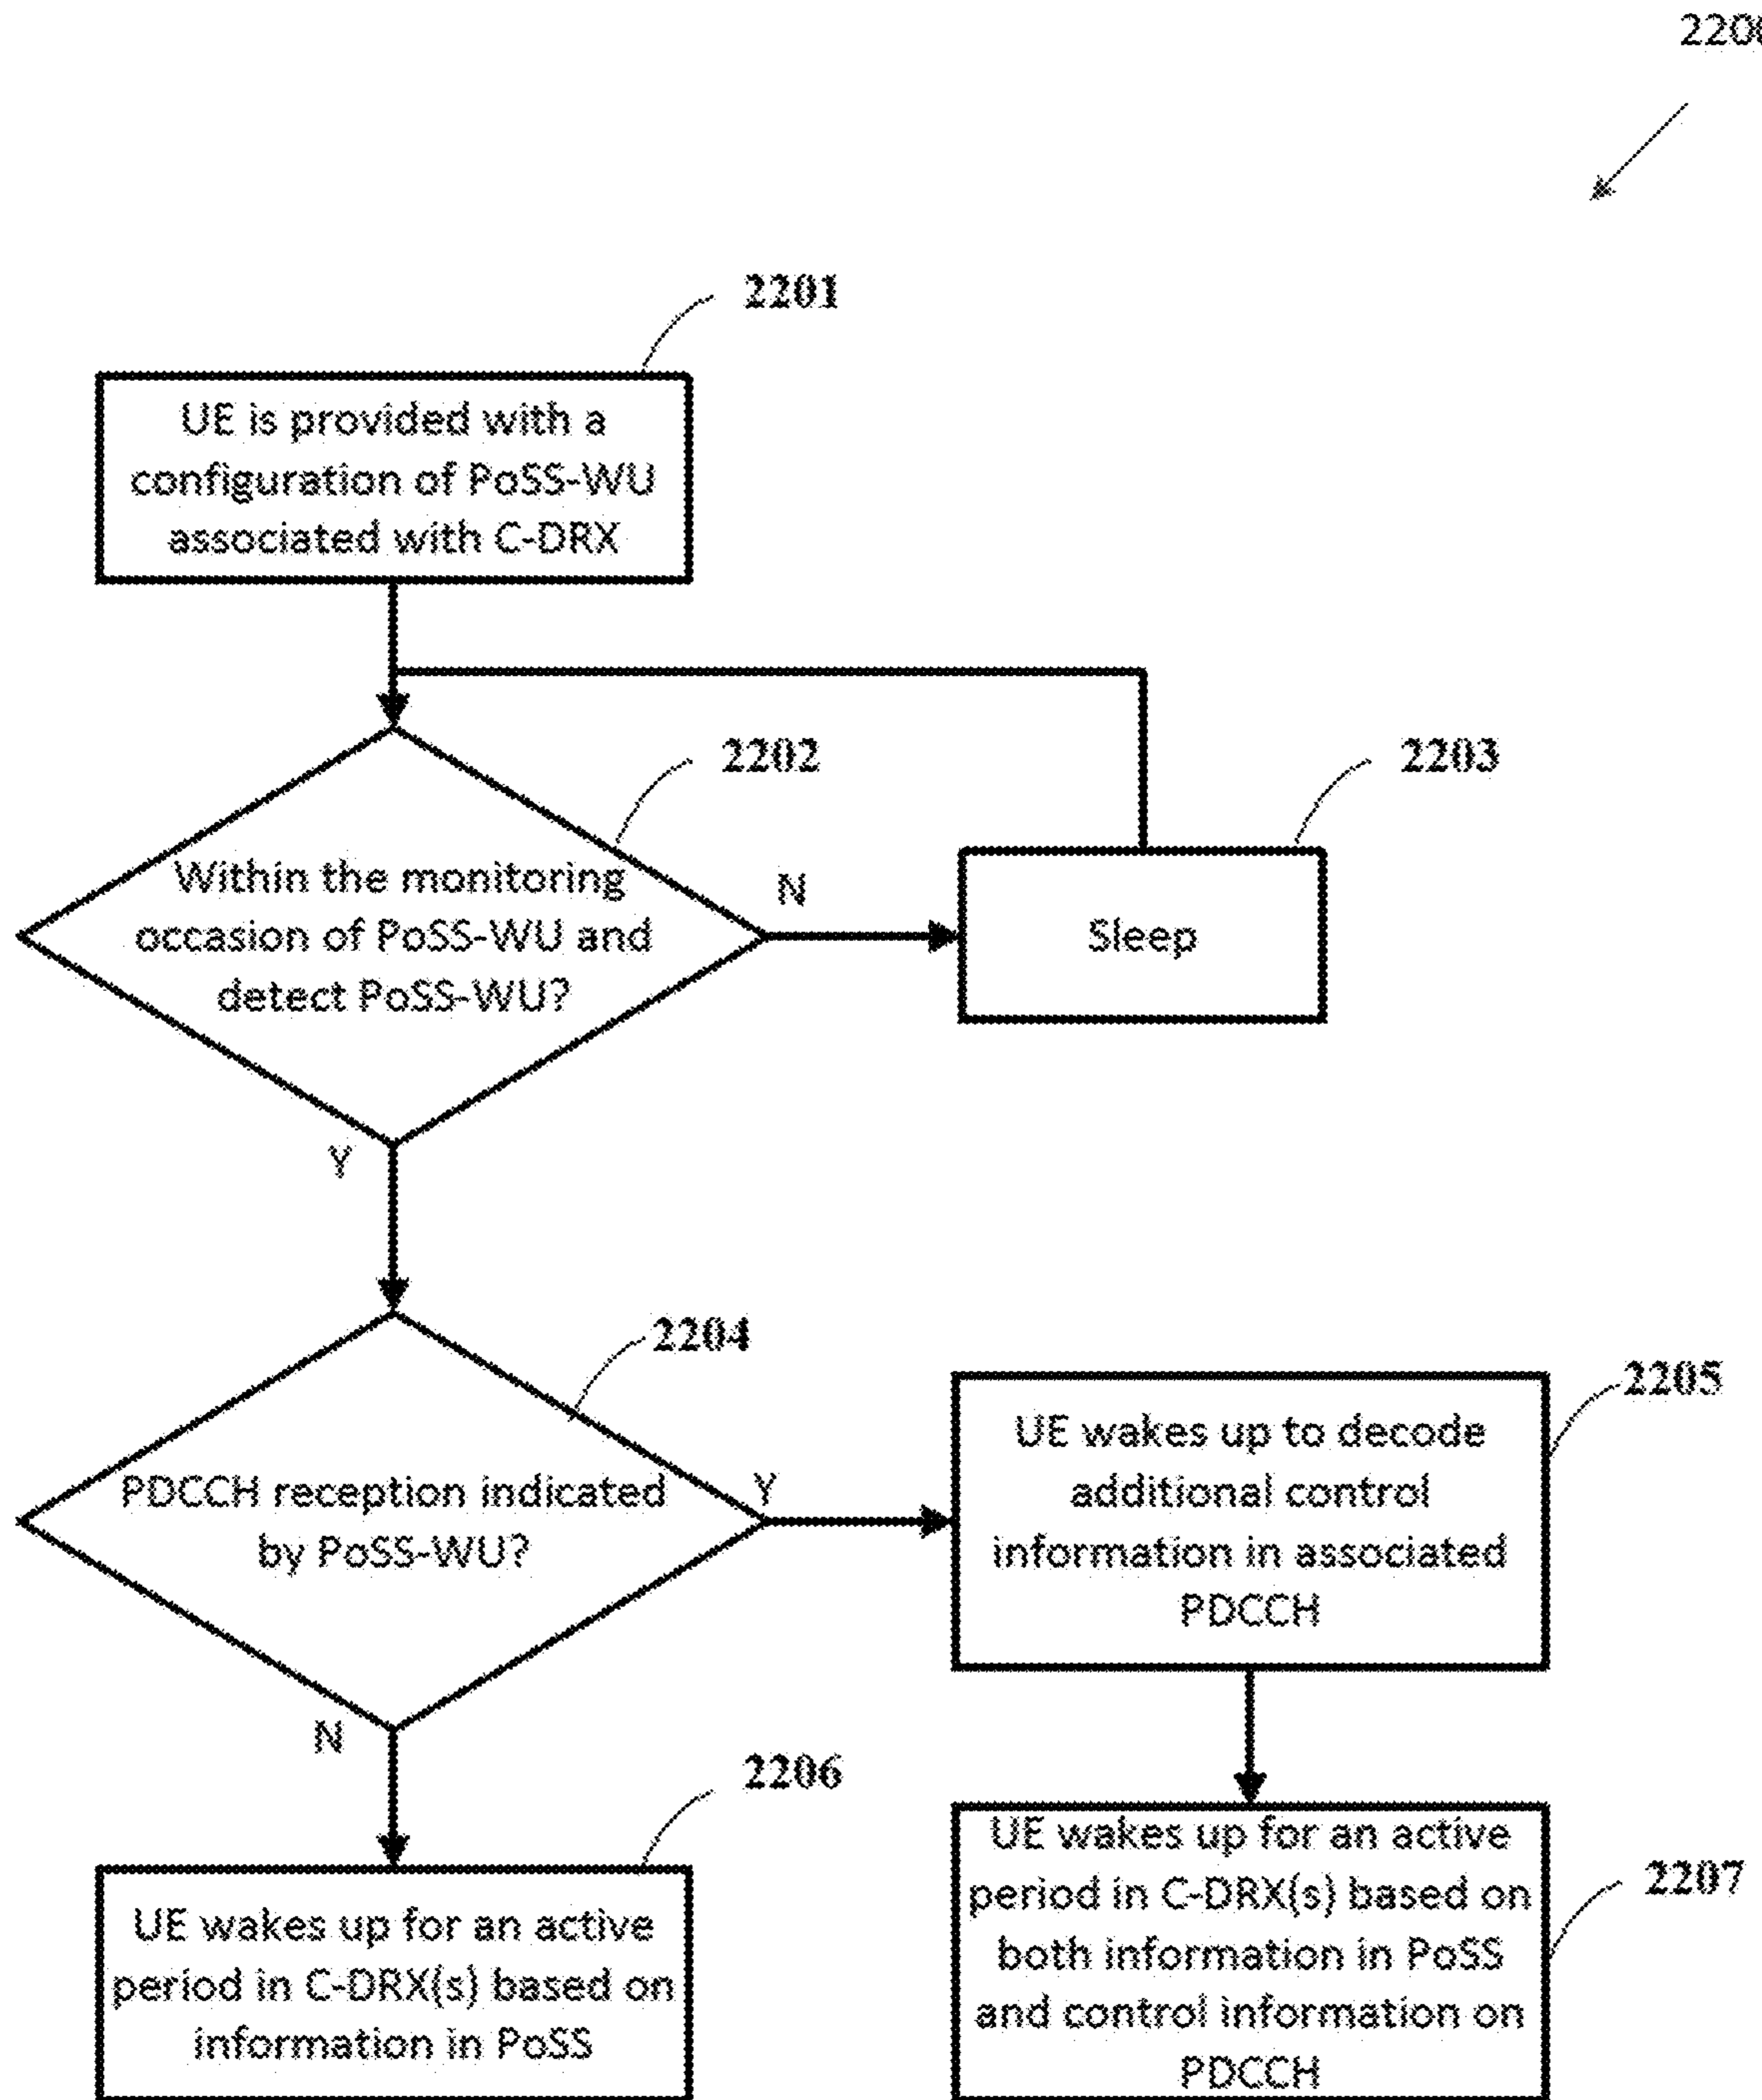 2200
2201
UE is provided with a
configuration of PoSS-WU
associated with C-DRX
2202
2203
Within the monitoring
occasion of PoSS-WU and
detect PoSS-WU?
N
Sleep
Y
2204
2205
PDCCH reception indicated
by PoSS-WU?
Y
UE wakes up to decode
additional control
information in associated
PDCCH
N
2206
2207
UE wakes up for an active
period in C-DRX(s) based on
information in PoSS
UE wakes up for an active
period in C-DRX(s) based on
both information in PoSS
and control information on
PDCCH